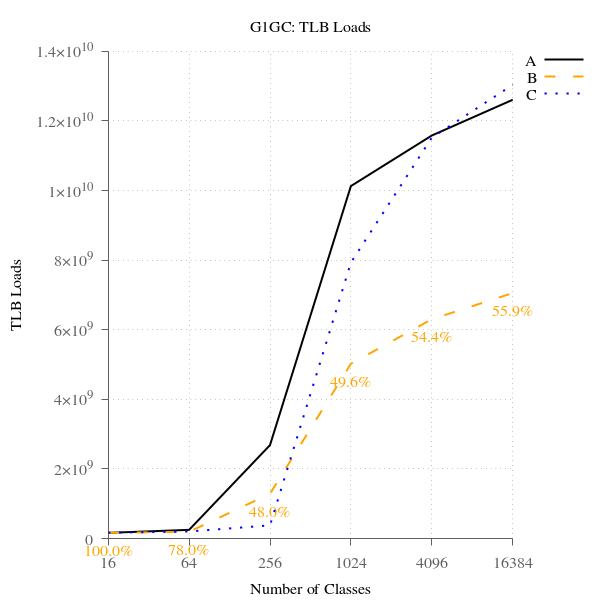 G1GC: TLB Loads
A
B
C
1.4×10^10
1.2×10^10
1×10^10
8×10^9
6×10^9
4×10^9
2×10^9
0
TLB Loads
100.0%
78.0%
48.0%
49.6%
54.4%
55.9%
16 64 256 1024 4096 16384
Number of Classes